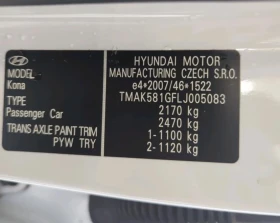 HYUNDAI
HYUNDAI MOTOR
MODEL
MANUFACTURING CZECH S.R.O.
Kona
e4*2007/46*1522
TYPE
TMAK581GFLJ005083
Passenger Car
2170 kg
2470 kg
TRANS AXLE PAINT TRIM
1-1100 kg
PYW TRY
2-1120 kg